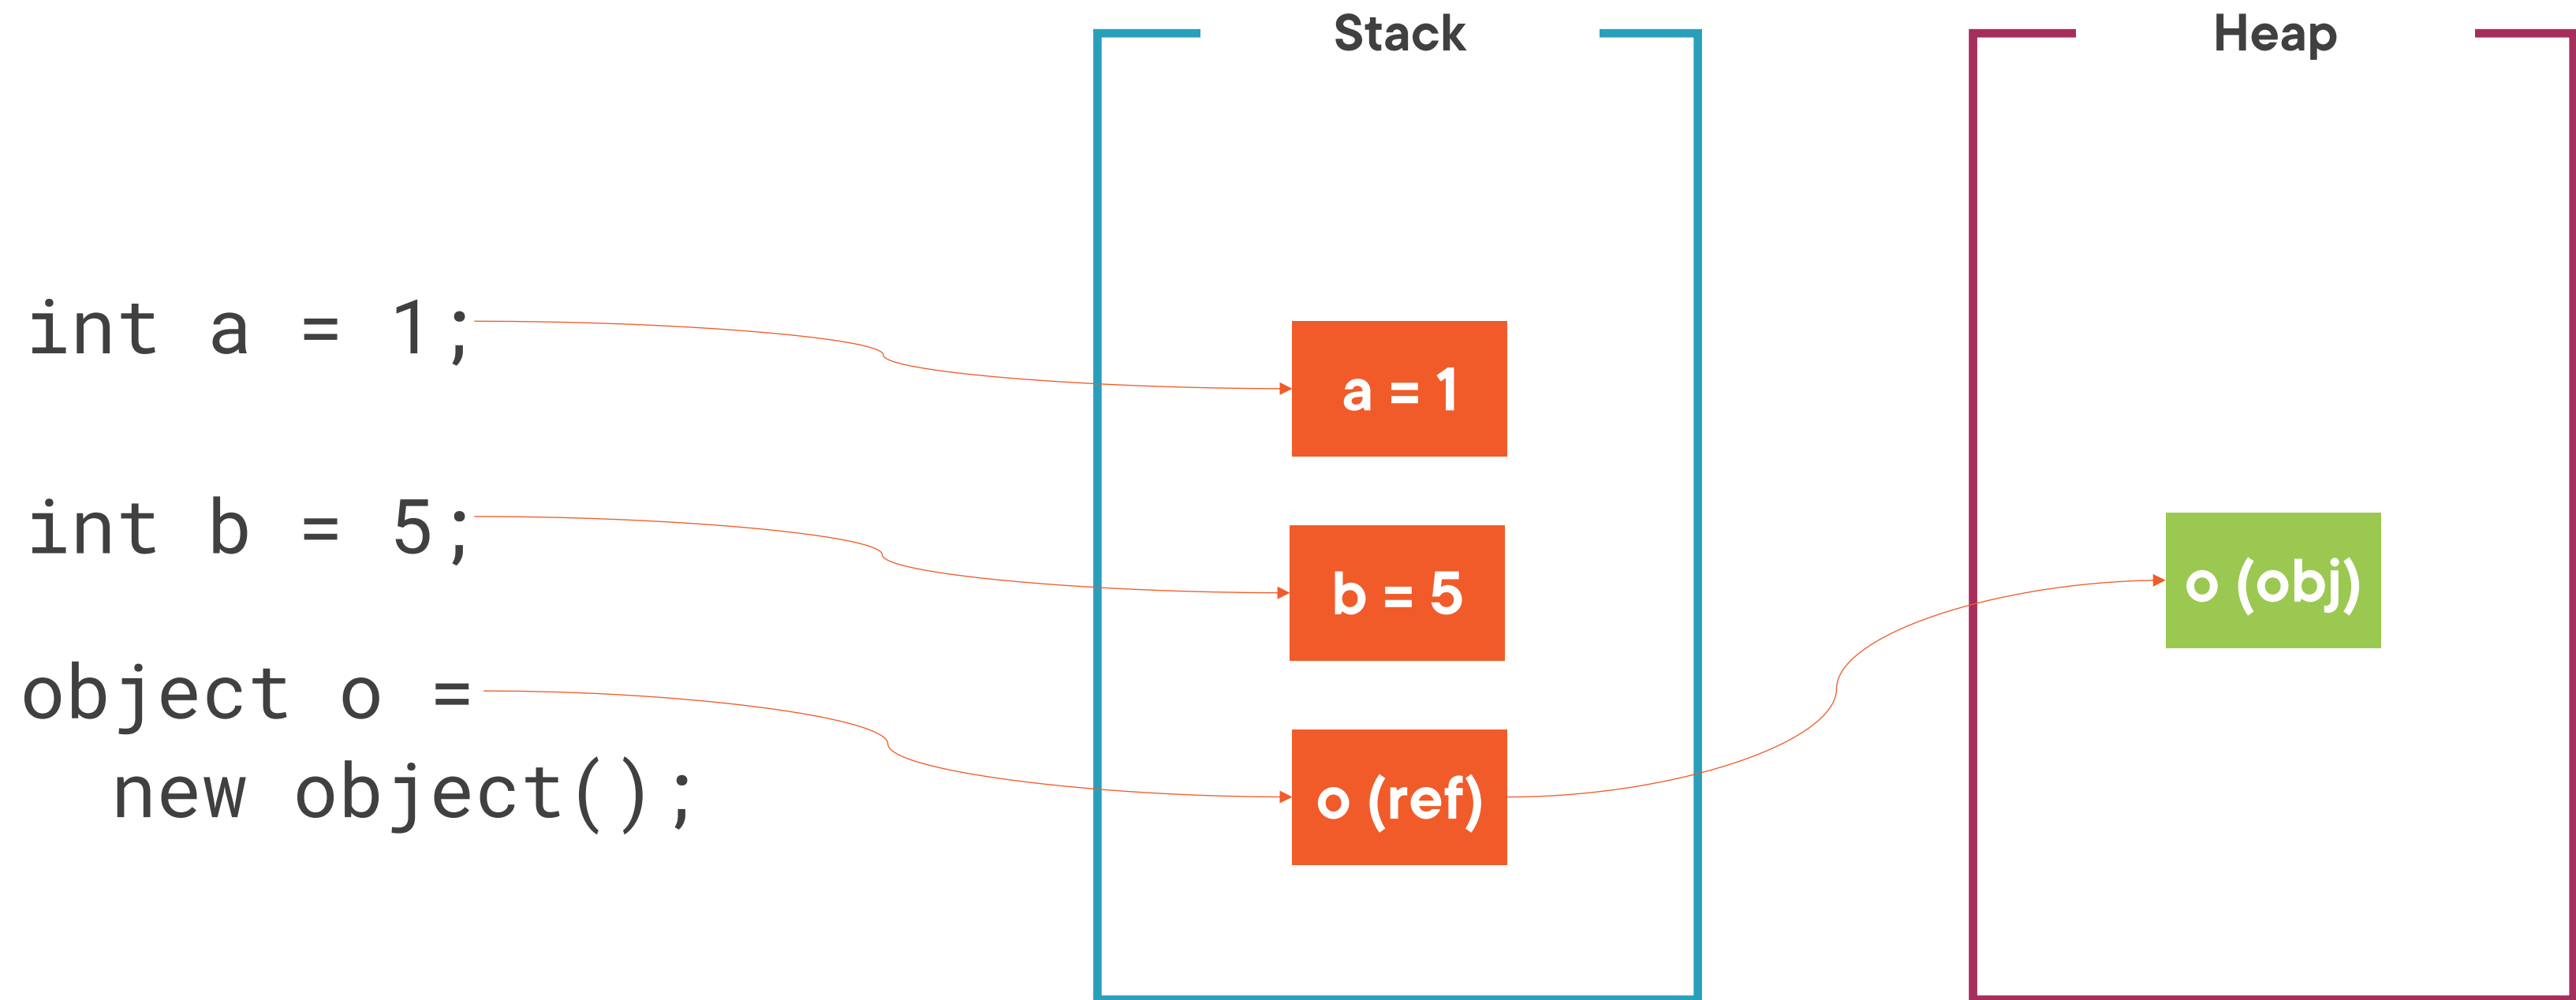 Stack
Heap
int a = 1;
a = 1
int b = 5;
b = 5
o (obj)
object o =
new object();
o (ref)